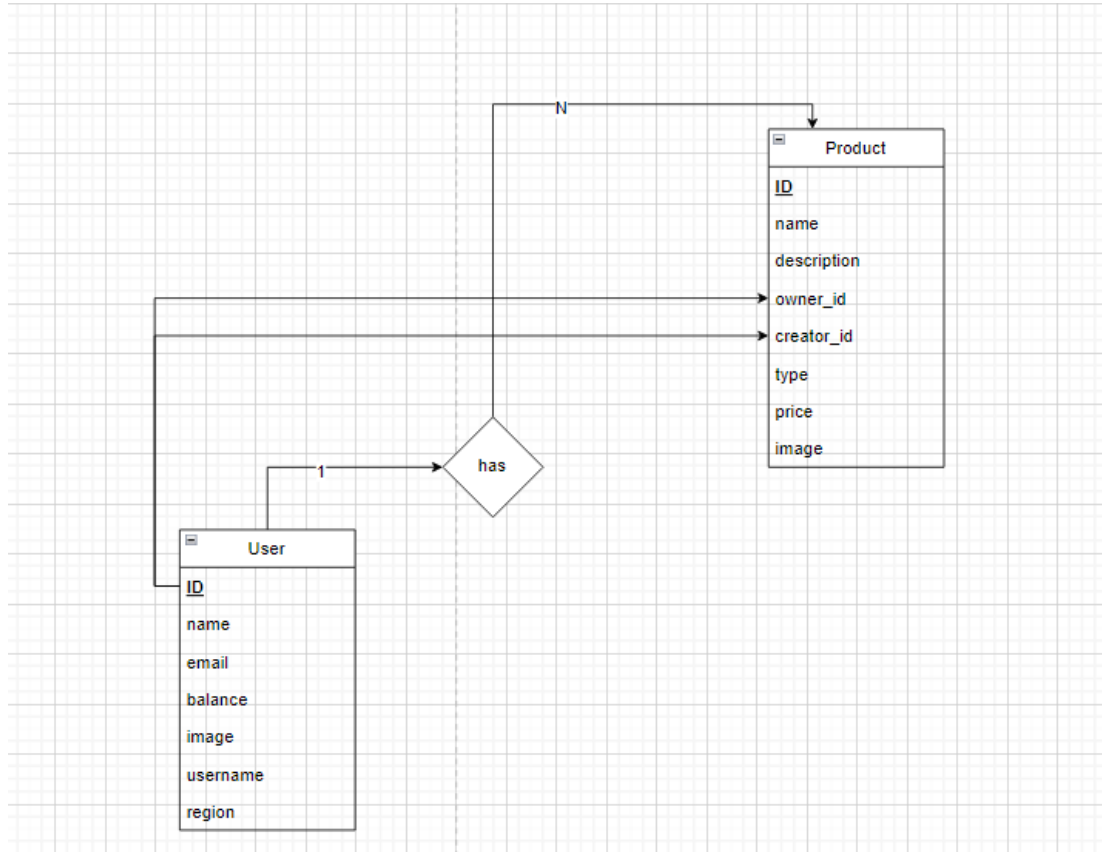 N
Product
ID
name
description
owner_id
creator_id
type
price
image
has
1
User
ID
name
email
balance
image
username
region